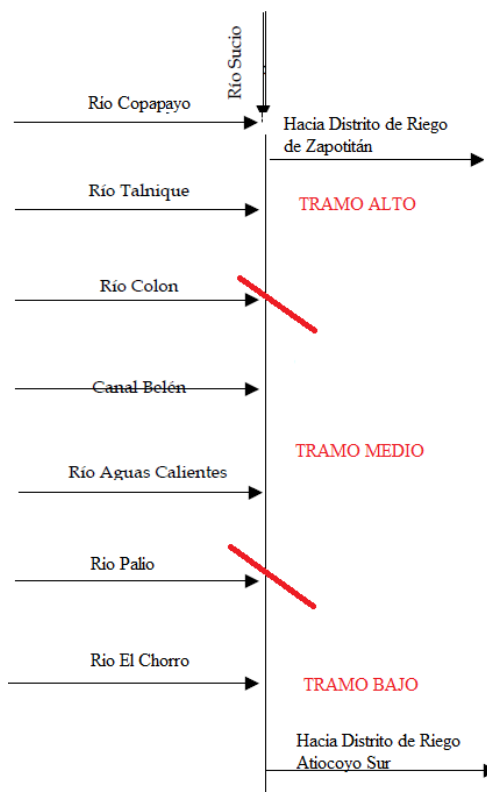 Río Sucio
Rio Copapayo
Hacia Distrito de Riego
de Zapotitán
Río Talnique
TRAMO ALTO
Río Colon
Canal Belén
TRAMO MEDIO
Río Aguas Calientes
Rio Palio
Rio El Chorro
TRAMO BAJO
Hacia Distrito de Riego
Atiocoyo Sur